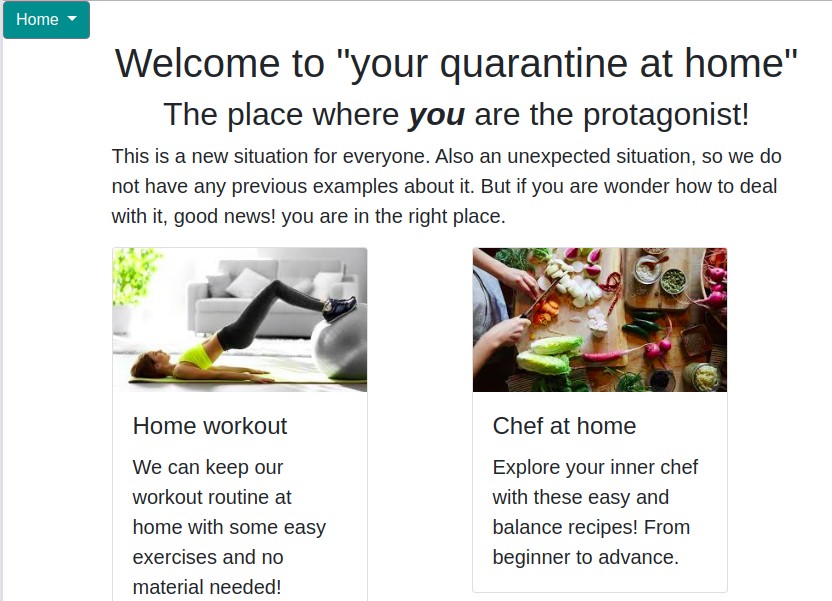 Home
Welcome to "your quarantine at home"
The place where you are the protagonist!
This is a new situation for everyone. Also an unexpected situation, so we do
not have any previous examples about it. But if you are wonder how to deal
with it, good news! you are in the right place.
Home workout
We can keep our
workout routine at
home with some easy
exercises and no
material needed!
Chef at home
Explore your inner chef
with these easy and
balance recipes! From
beginner to advance.